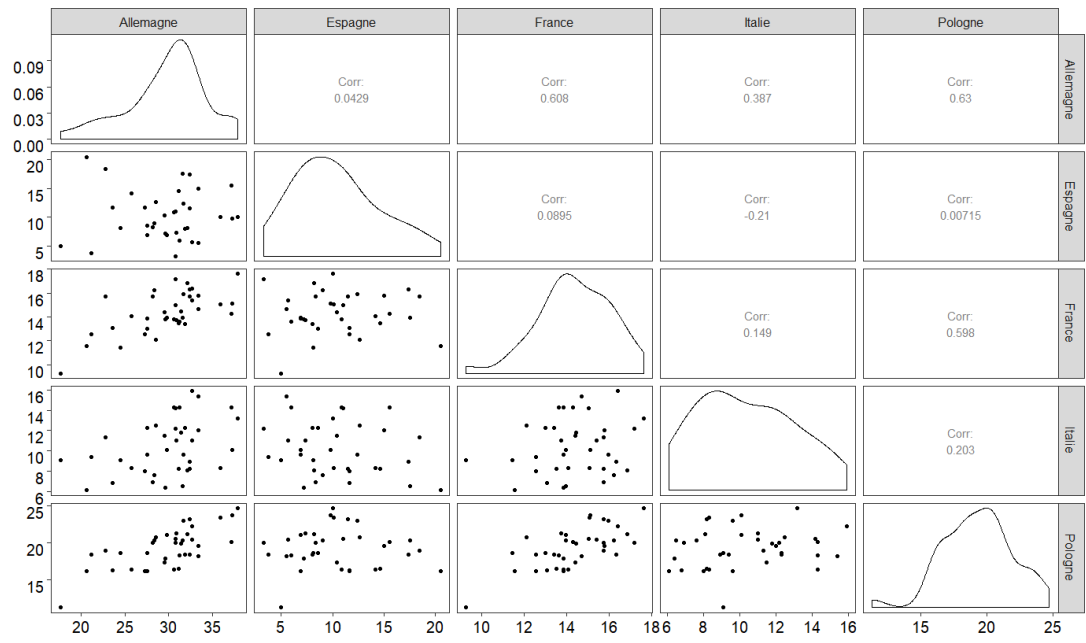 Allemagne Espagne France Italie Pologne
0.09
0.06
0.03
0.00
Corr:
0.0429
Corr:
0.608
Corr:
0.387
Corr:
0.63
Allemagne
20
15
10
5
Corr:
0.0895
Corr:
-0.21
Corr:
0.00715
Espagne
18
16
14
12
10
Corr:
0.149
Corr:
0.598
France
16
14
12
10
8
6
Corr:
0.203
Italie
25
20
15
Pologne
20 25 30 35 5 10 15 20 10 12 14 16 18 6 8 10 12 14 16 15 20